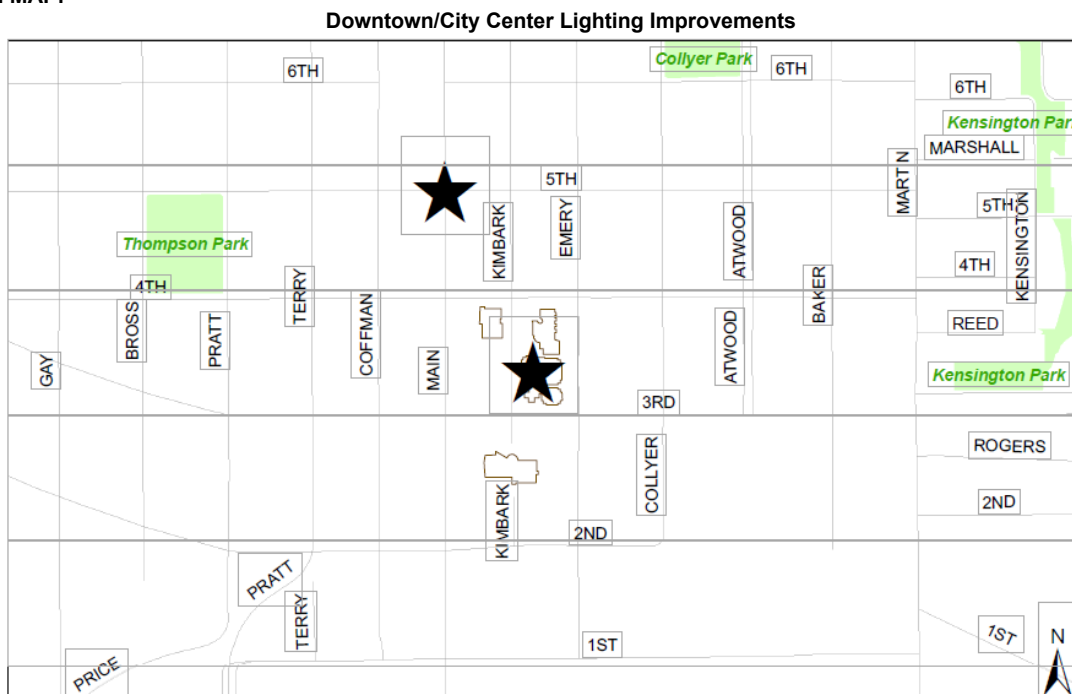 Downtown/City Center Lighting Improvements
Collyer Park
6TH
6TH
6TH
Kensington Par
MARSHALL
MARTIN
5TH
5TH
KENSINGTON
KIMBARK
EMERY
ATWOOD
Thompson Park
4TH
4TH
TERRY
BAKER
COFFMAN
BROSS
PRATT
REED
GAY
MAIN
ATWOOD
Kensington Park
3RD
ROGERS
COLLYER
2ND
KIMBARK
2ND
PRATT
TERRY
1ST
1ST
N
PRICE